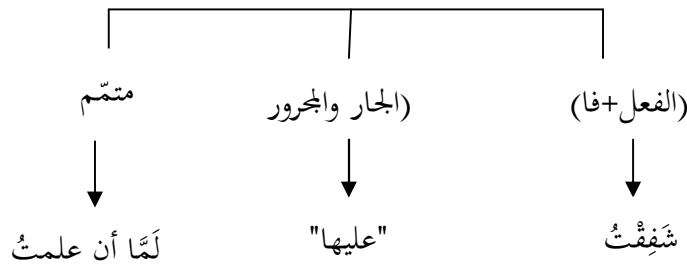 (الفعل+فا) (الجار والمجرور متمّم
شَفِقْتُ "عليها" لَمَّا أن علمتُ